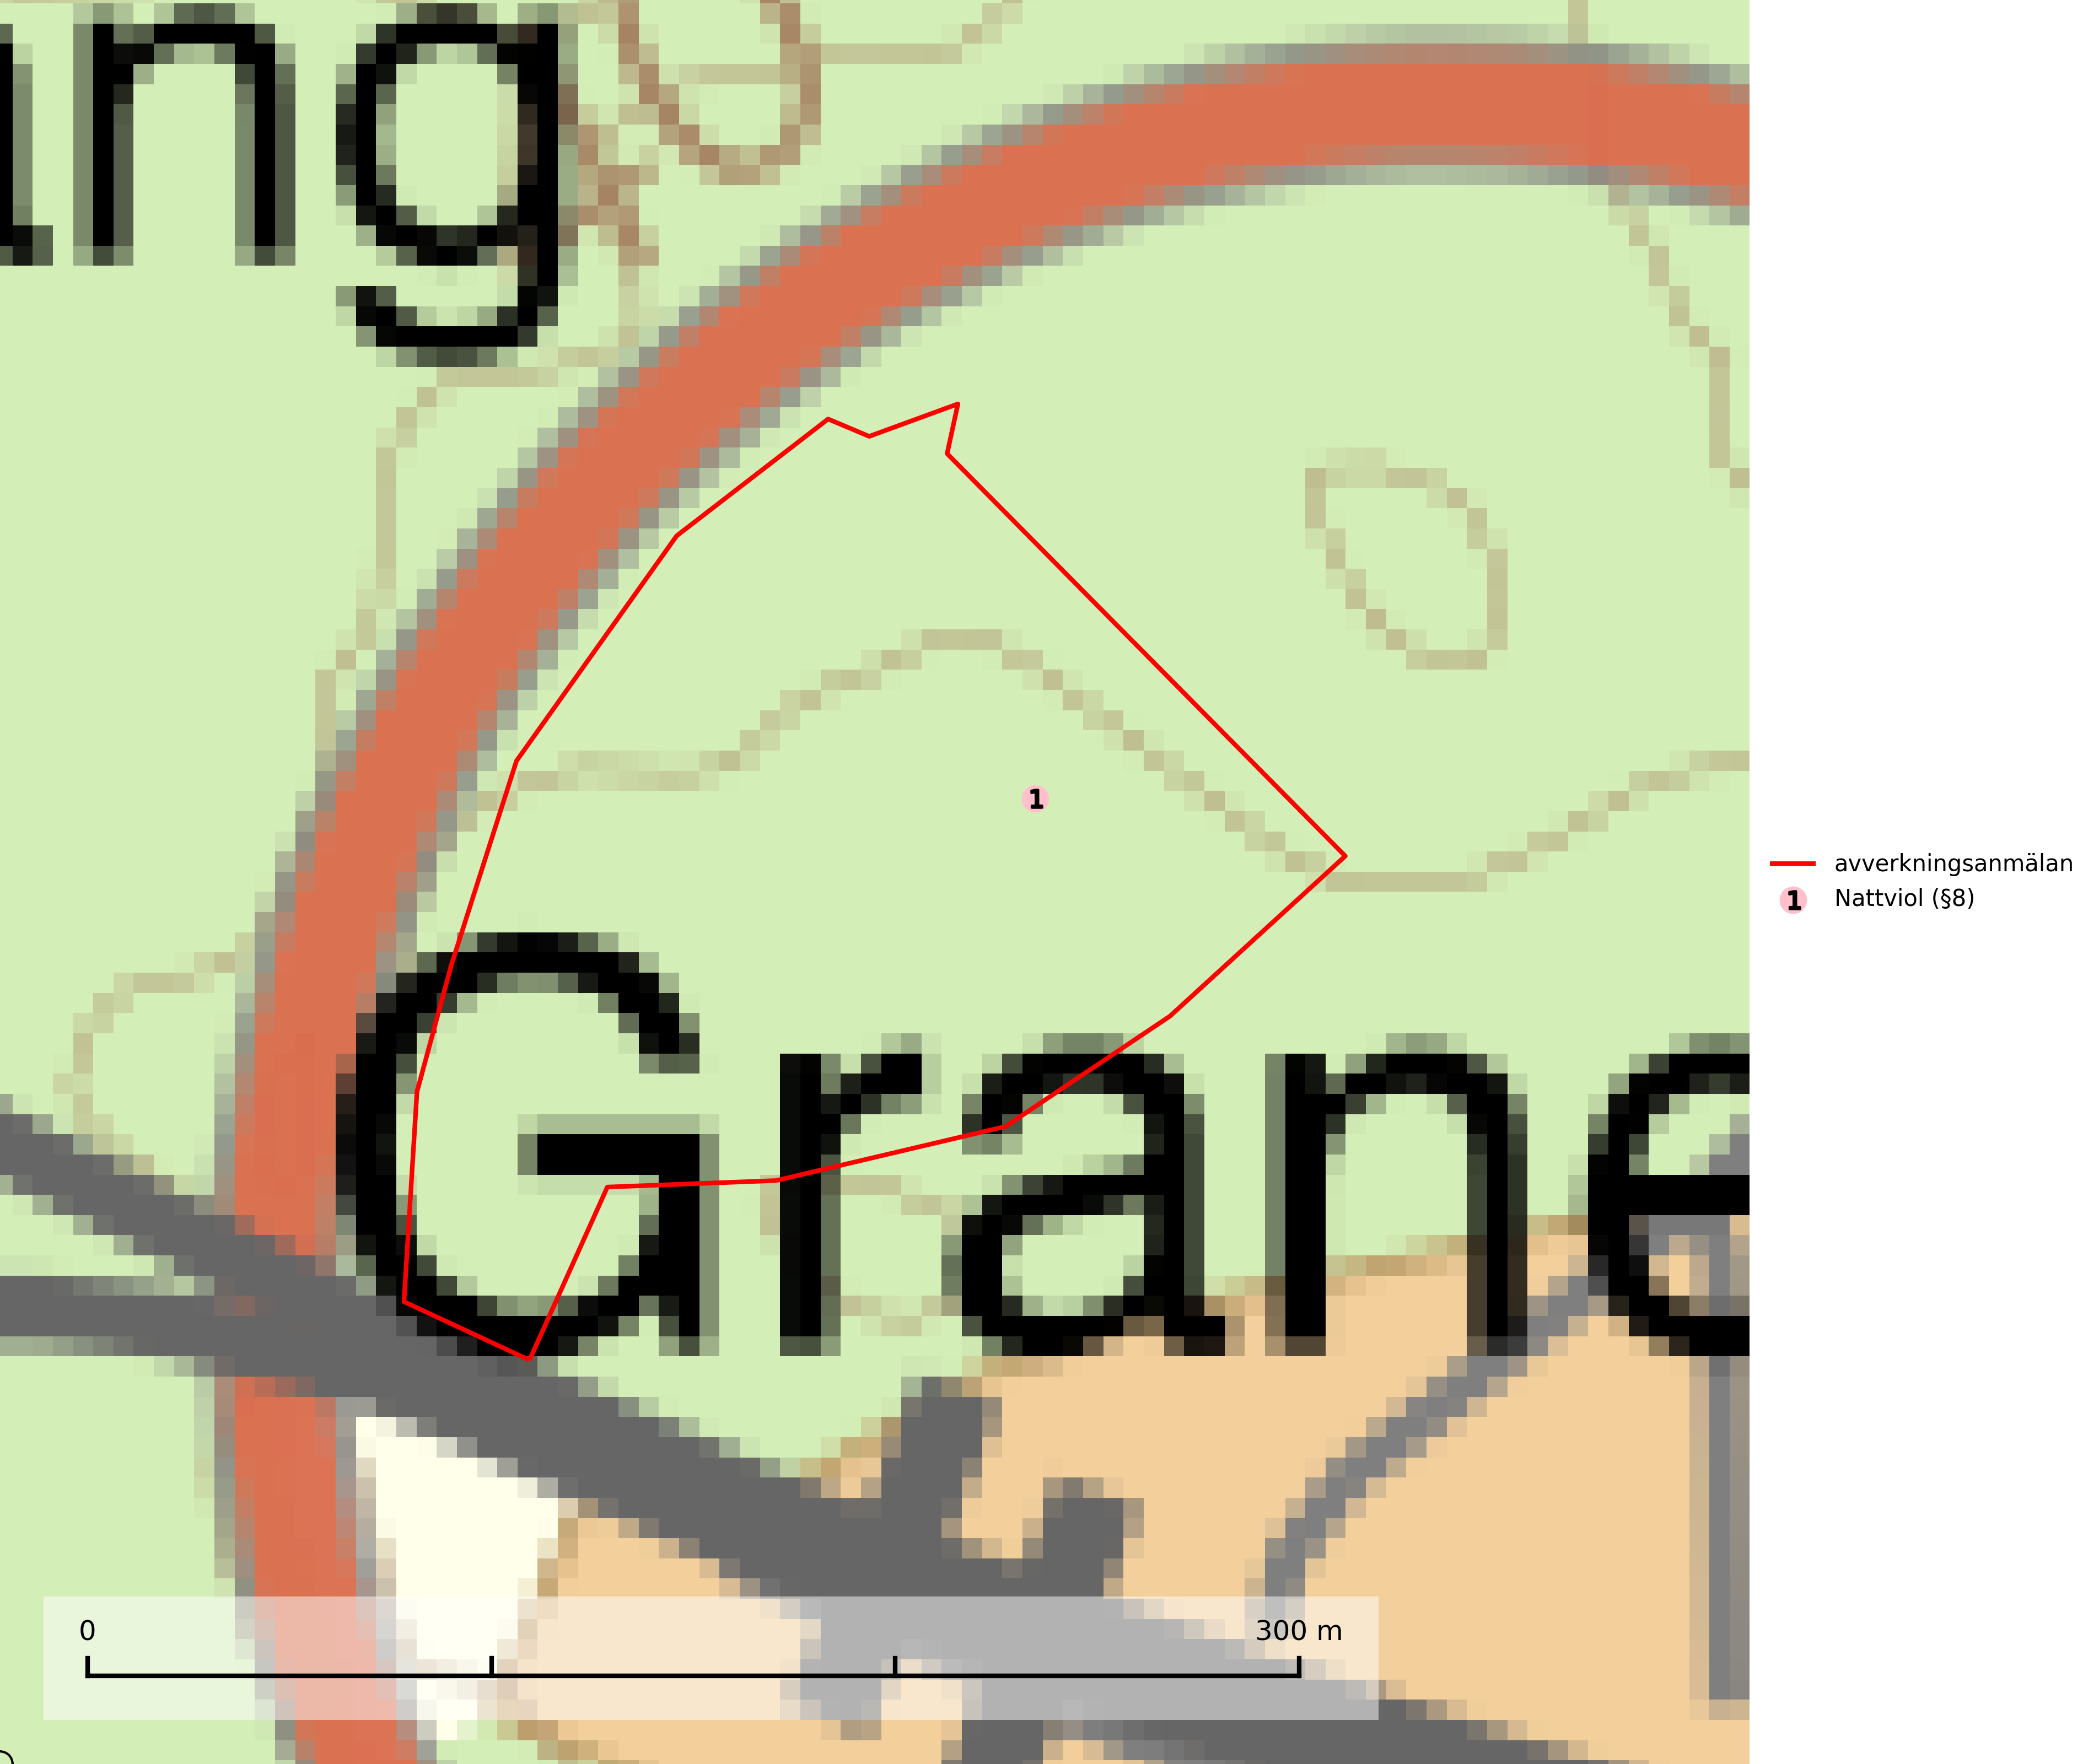 ng
1
avverkningsanmälan
1 Nattviol (§8)
Grane
0 300 m